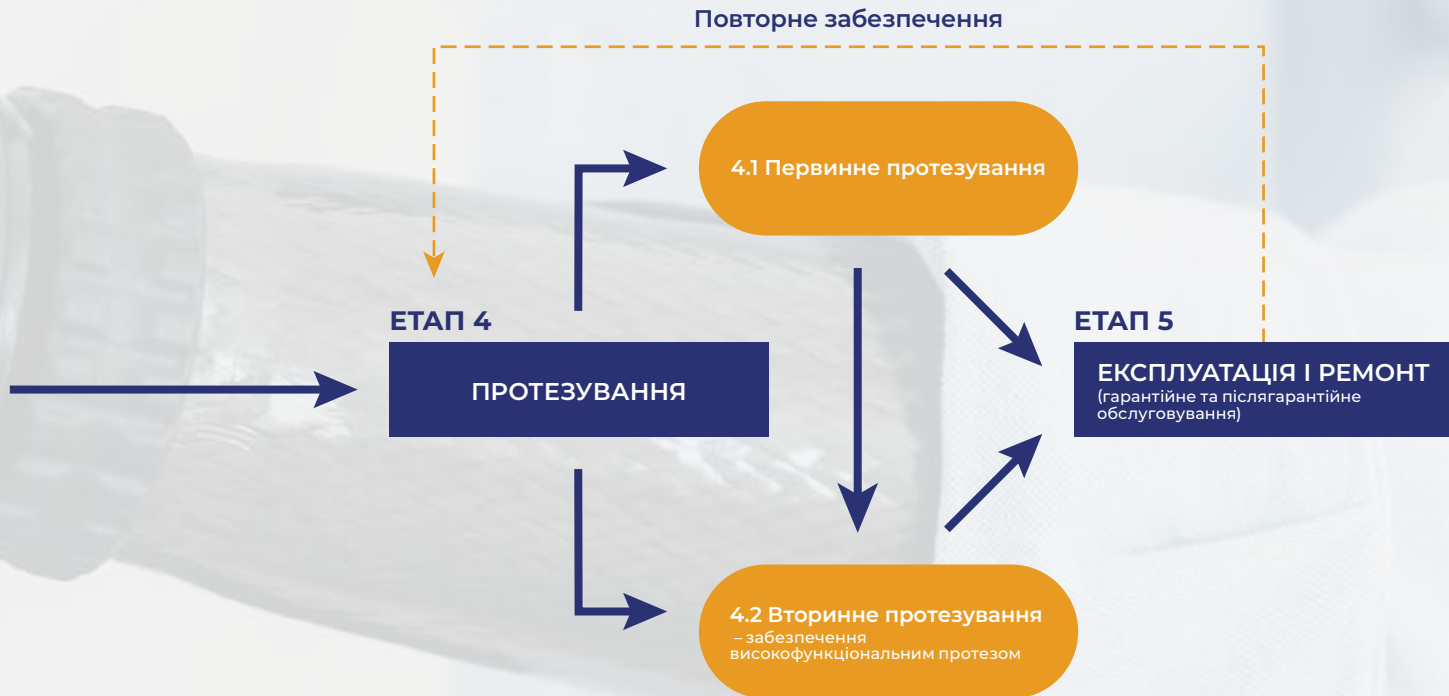 Повторне забезпечення
4.1 Первинне протезування
ЕТАП 4
ПРОТЕЗУВАННЯ
ЕТАП 5
ЕКСПЛУАТАЦІЯ І РЕМОНТ
(гарантійне та післягарантійне
обслуговування)
4.2 Вторинне протезування
– забезпечення
високофункціональним протезом